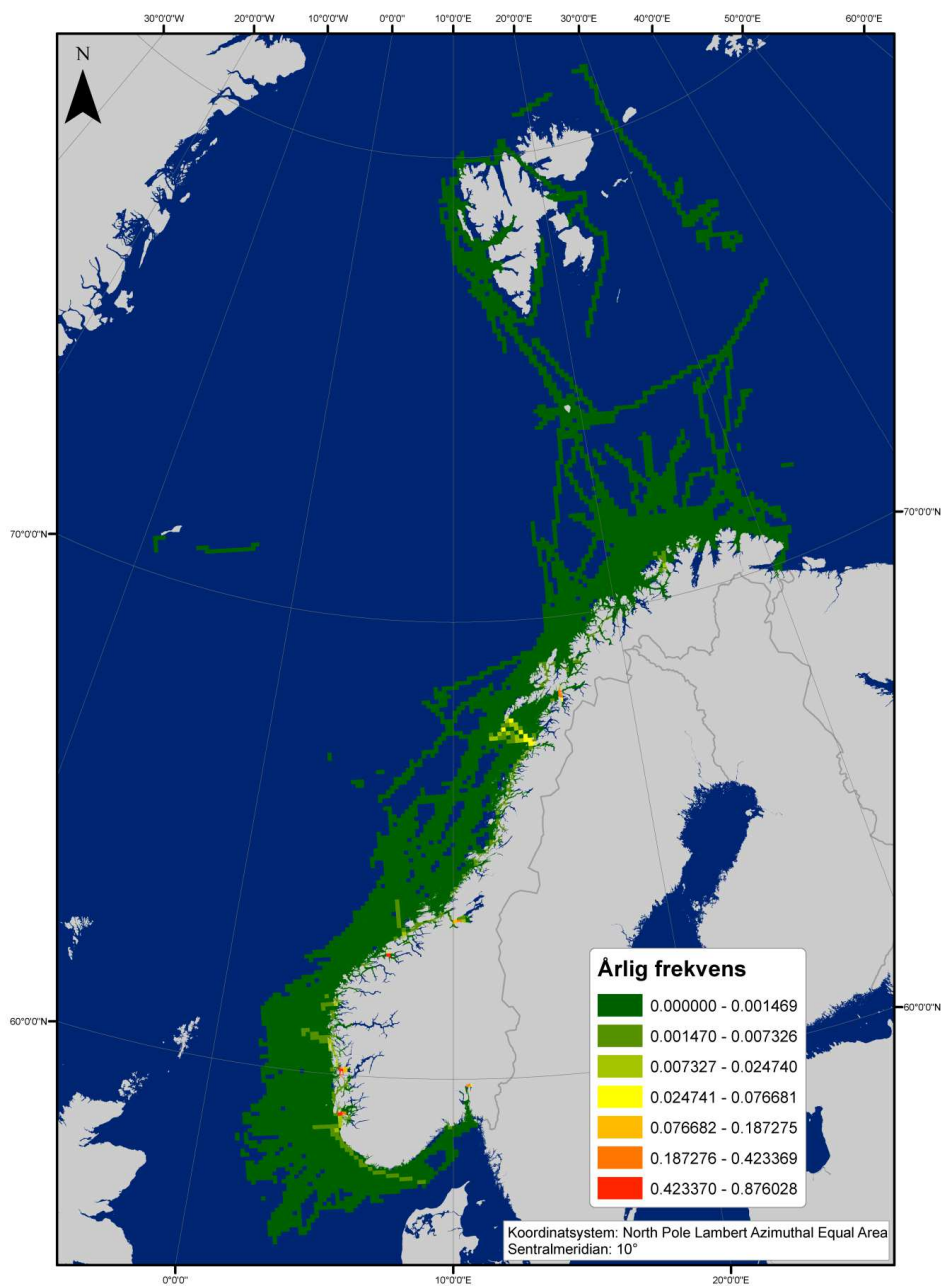 30°0'0"W 20°0'0"W 10°0'0"W 0°0'0" 10°0'0"E 20°0'0"E 30°0'0"E 40°0'0"E 50°0'0"E 60°0'0"E
N
70°0'0"N
70°0'0"N
60°0'0"N
60°0'0"N
Årlig frekvens
0.000000 - 0.001469
0.001470 - 0.007326
0.007327 - 0.024740
0.024741 - 0.076681
0.076682 - 0.187275
0.187276 - 0.423369
0.423370 - 0.876028
Koordinatsystem: North Pole Lambert Azimuthal Equal Area
Sentralmeridian: 10°
0°0'0" 10°0'0"E 20°0'0"E